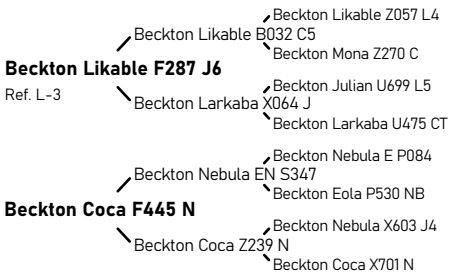 Beckton Likable Z057 L4
Beckton Likable B032 C5
Beckton Mona Z270 C
Beckton Likable F287 J6
Ref. L-3
Beckton Julian U699 L5
Beckton Larkaba X064 J
Beckton Larkaba U475 CT
Beckton Nebula E P084
Beckton Nebula EN S347
Beckton Eola P530 NB
Beckton Coca F445 N
Beckton Nebula X603 J4
Beckton Coca Z239 N
Beckton Coca X701 N